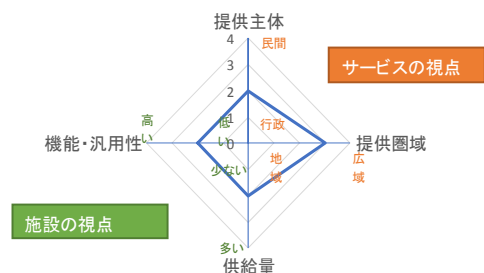 提供主体
4
民間
3
サービスの視点
2
高い
低い
1
行政
機能・汎用性
0
提供圏域
地域
広域
少ない
施設の視点
多い
供給量